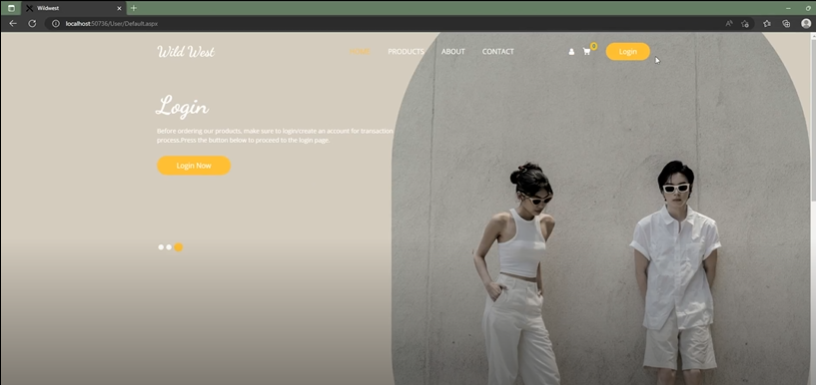 Wildwest
localhost:50736/User/Default.aspx
Wild West
HOME PRODUCTS ABOUT CONTACT
0
Login
Login
Before ordering our products, make sure to login/create an account for transaction
process.Press the button below to proceed to the login page.
Login Now